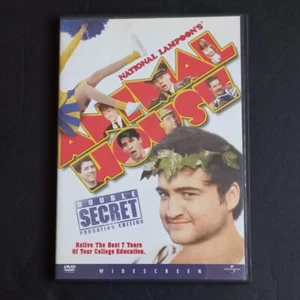 NATIONAL LAMPOON'S
ANIMAL
HOUSE
DOUBLE
SECRET
PROBATION EDITION
Relive The Best 7 Years
Of Your College Education.
DVD
WIDESCREEN
UNIVERSAL